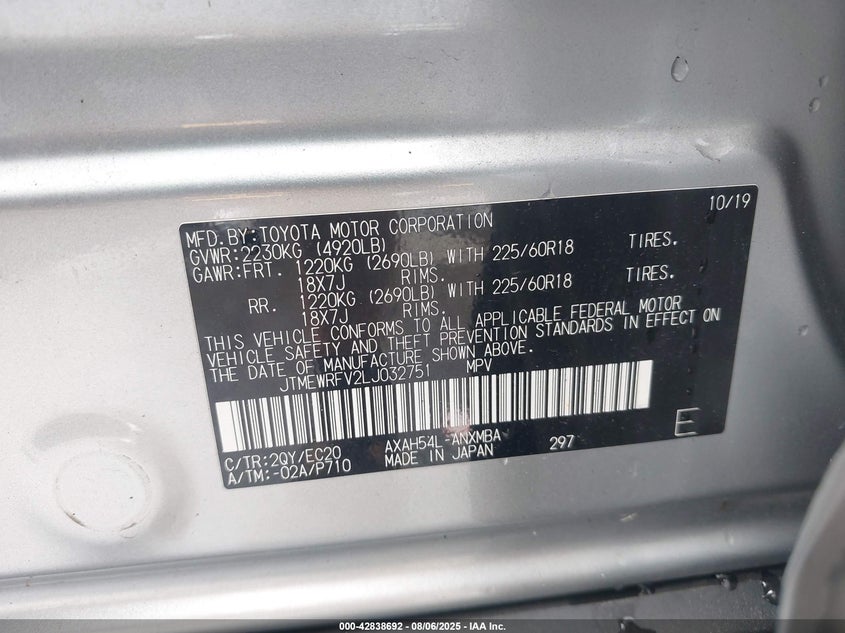 10/19
MFD.BY:TOYOTA MOTOR CORPORATION
GVWR:2230KG (4920LB)
GAWR:FRT. 1220KG (2690LB) WITH 225/60R18 TIRES.
18X7J RIMS.
RR. 1220KG (2690LB) WITH 225/60R18 TIRES.
18X7J RIMS.
THIS VEHICLE CONFORMS TO ALL APPLICABLE FEDERAL MOTOR
VEHICLE SAFETY AND THEFT PREVENTION STANDARDS IN EFFECT ON
THE DATE OF MANUFACTURE SHOWN ABOVE.
JTMEWRFV2LJ032751 MPV
C/TR:2QY/EC20 AXAH54L-ANXMBA 297 E
A/TM:-02A/P710 MADE IN JAPAN
000-42838692 - 08/06/2025 - IAA Inc.